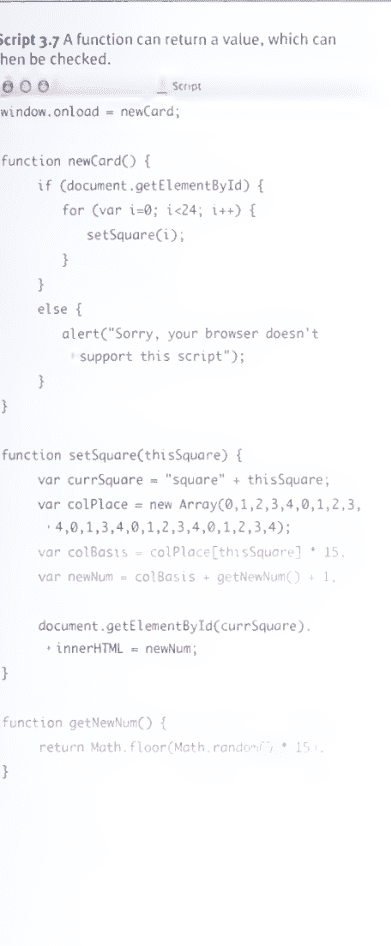 Script 3.7 A function can return a value, which can
then be checked.
Script
window.onload = newCard;
function newCard() {
if (document.getElementById) {
for (var i=0; i<24; i++) {
setSquare(i);
}
}
else {
alert("Sorry, your browser doesn't
support this script");
}
}
function setSquare(thisSquare) {
var currSquare = "square" + thisSquare;
var colPlace = new Array(0,1,2,3,4,0,1,2,3,
4,0,1,3,4,0,1,2,3,4,0,1,2,3,4);
var colBasis = colPlace[thisSquare] * 15;
var newNum = colBasis + getNewNum() + 1;
document.getElementById(currSquare).
innerHTML = newNum;
}
function getNewNum() {
return Math.floor(Math.random() * 15);
}